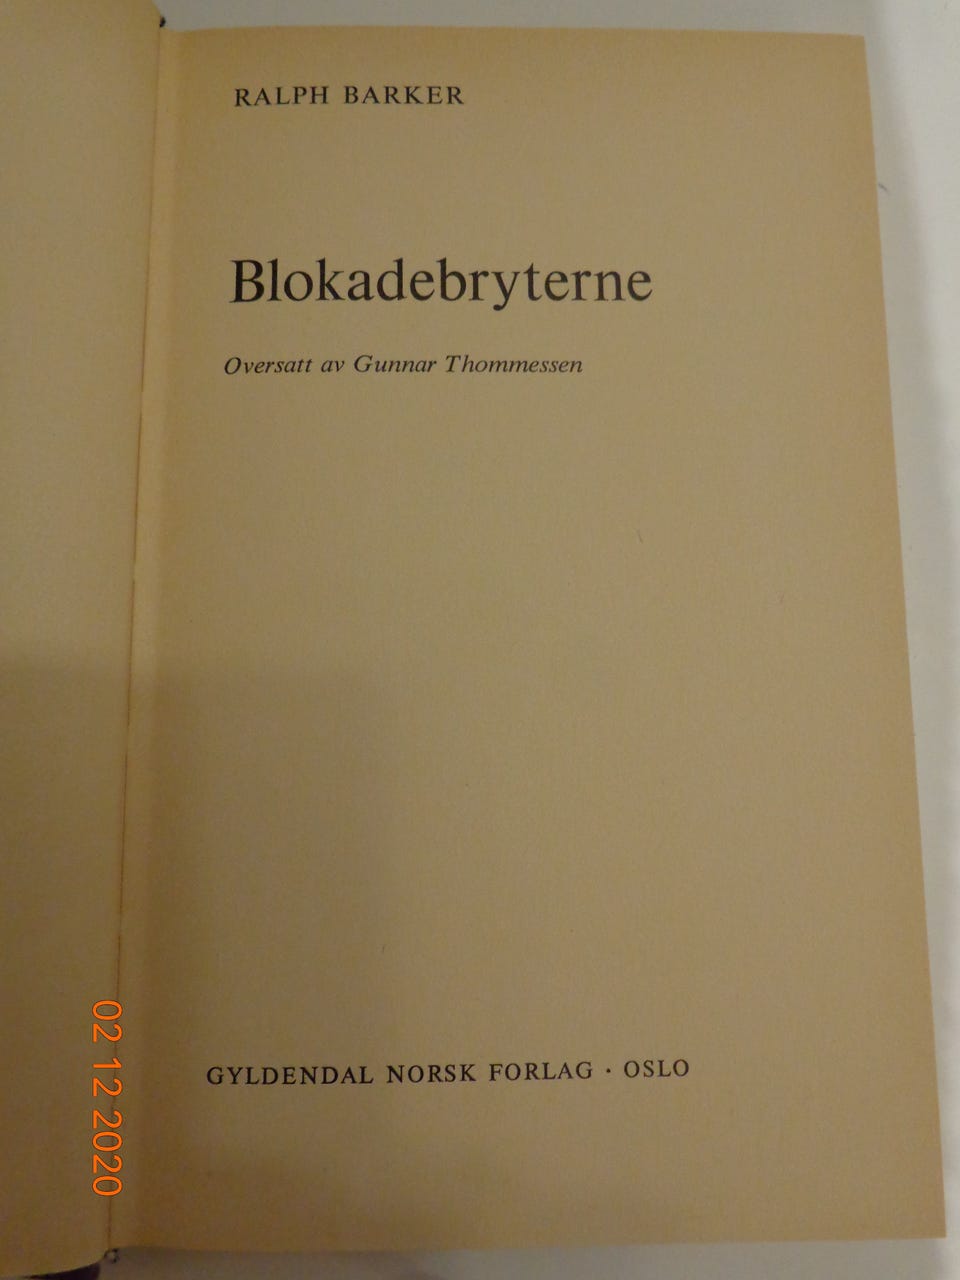 RALPH BARKER
Blokadebryterne
Oversatt av Gunnar Thommessen
GYLDENDAL NORSK FORLAG · OSLO
02 12 2020